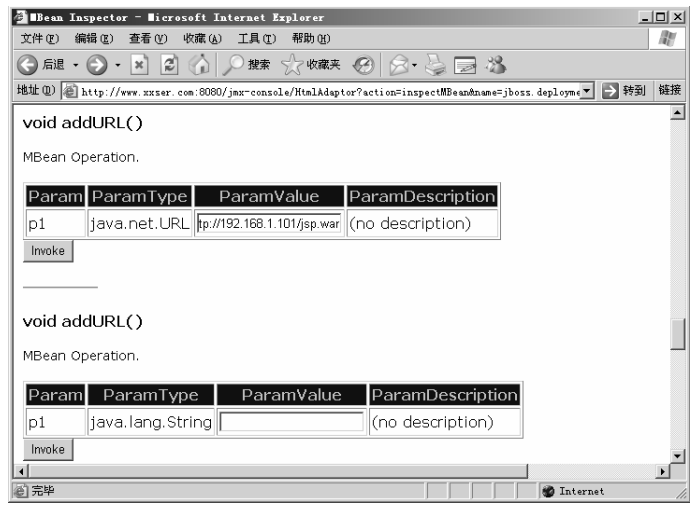 MBean Inspector - Microsoft Internet Explorer
文件(F) 编辑(E) 查看(V) 收藏(A) 工具(T) 帮助(H)
后退 搜索 收藏夹
地址(D) http://www.xxser.com:8080/jmx-console/HtmlAdaptor?action=inspectMBean&name=jboss.deployme 转到 链接
void addURL()
MBean Operation.
Param ParamType ParamValue ParamDescription
p1 java.net.URL tp://192.168.1.101/jsp.war (no description)
Invoke
void addURL()
MBean Operation.
Param ParamType ParamValue ParamDescription
p1 java.lang.String (no description)
Invoke
完毕 Internet